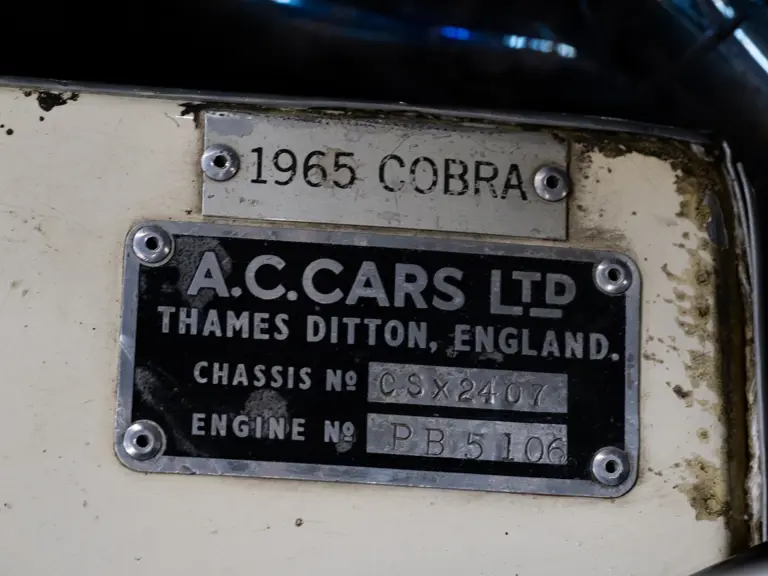 1965 COBRA
A.C.CARS LTD
THAMES DITTON, ENGLAND.
CHASSIS Nº CSX2407
ENGINE Nº PB5106